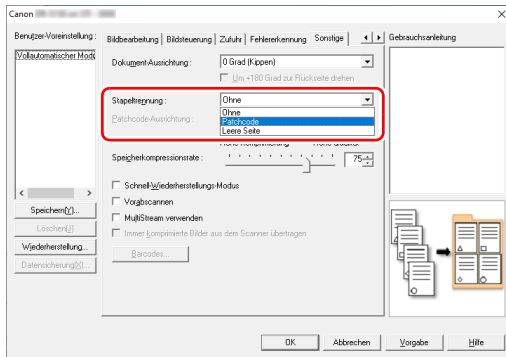 Canon
Benutzer-Voreinstellung :
Vollautomatischer Modu
Speichern[Y]...
Löschen[J]
Wiederherstellung...
Datensicherung[X]...
Bildbearbeitung
Bildsteuerung
Zufuhr
Fehlererkennung
Sonstige
Dokument-Ausrichtung :
0 Grad (Kippen)
Um +180 Grad zur Rückseite drehen
Stapeltrennung :
Ohne
Ohne
Patchcode
Leere Seite
Patchcode-Ausrichtung :
Speicherkompressionsrate :
75
Schnell-Wiederherstellungs-Modus
Vorabscannen
MultiStream verwenden
Immer komprimierte Bilder aus dem Scanner übertragen
Barcodes...
Gebrauchsanleitung
OK
Abbrechen
Vorgabe
Hilfe